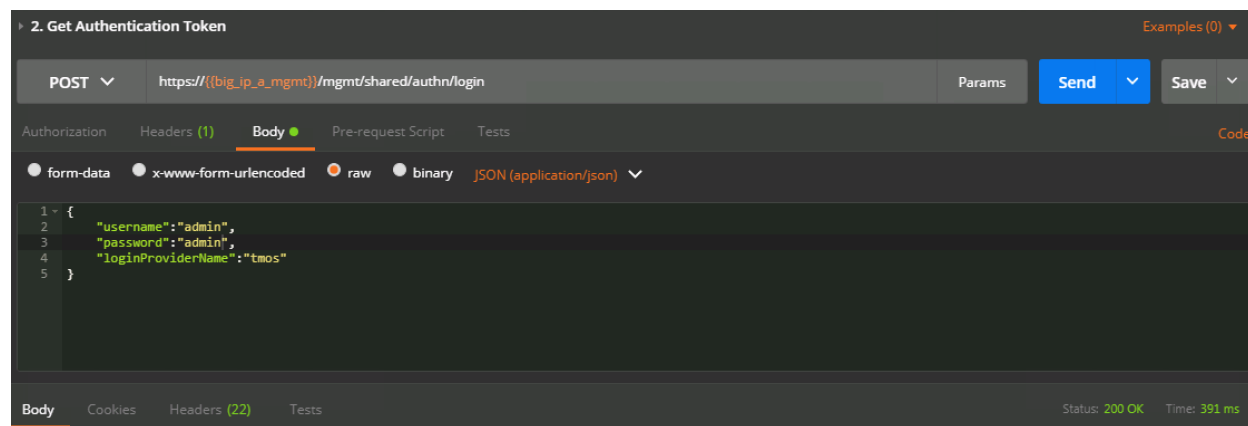 2. Get Authentication Token Examples (0)
POST https://{{big_ip_a_mgmt}}/mgmt/shared/authn/login Params Send Save
Authorization Headers (1) Body Pre-request Script Tests Code
form-data x-www-form-urlencoded raw binary JSON (application/json)
1 {
2 "username":"admin",
3 "password":"admin",
4 "loginProviderName":"tmos"
5 }
Body Cookies Headers (22) Tests Status: 200 OK Time: 391 ms